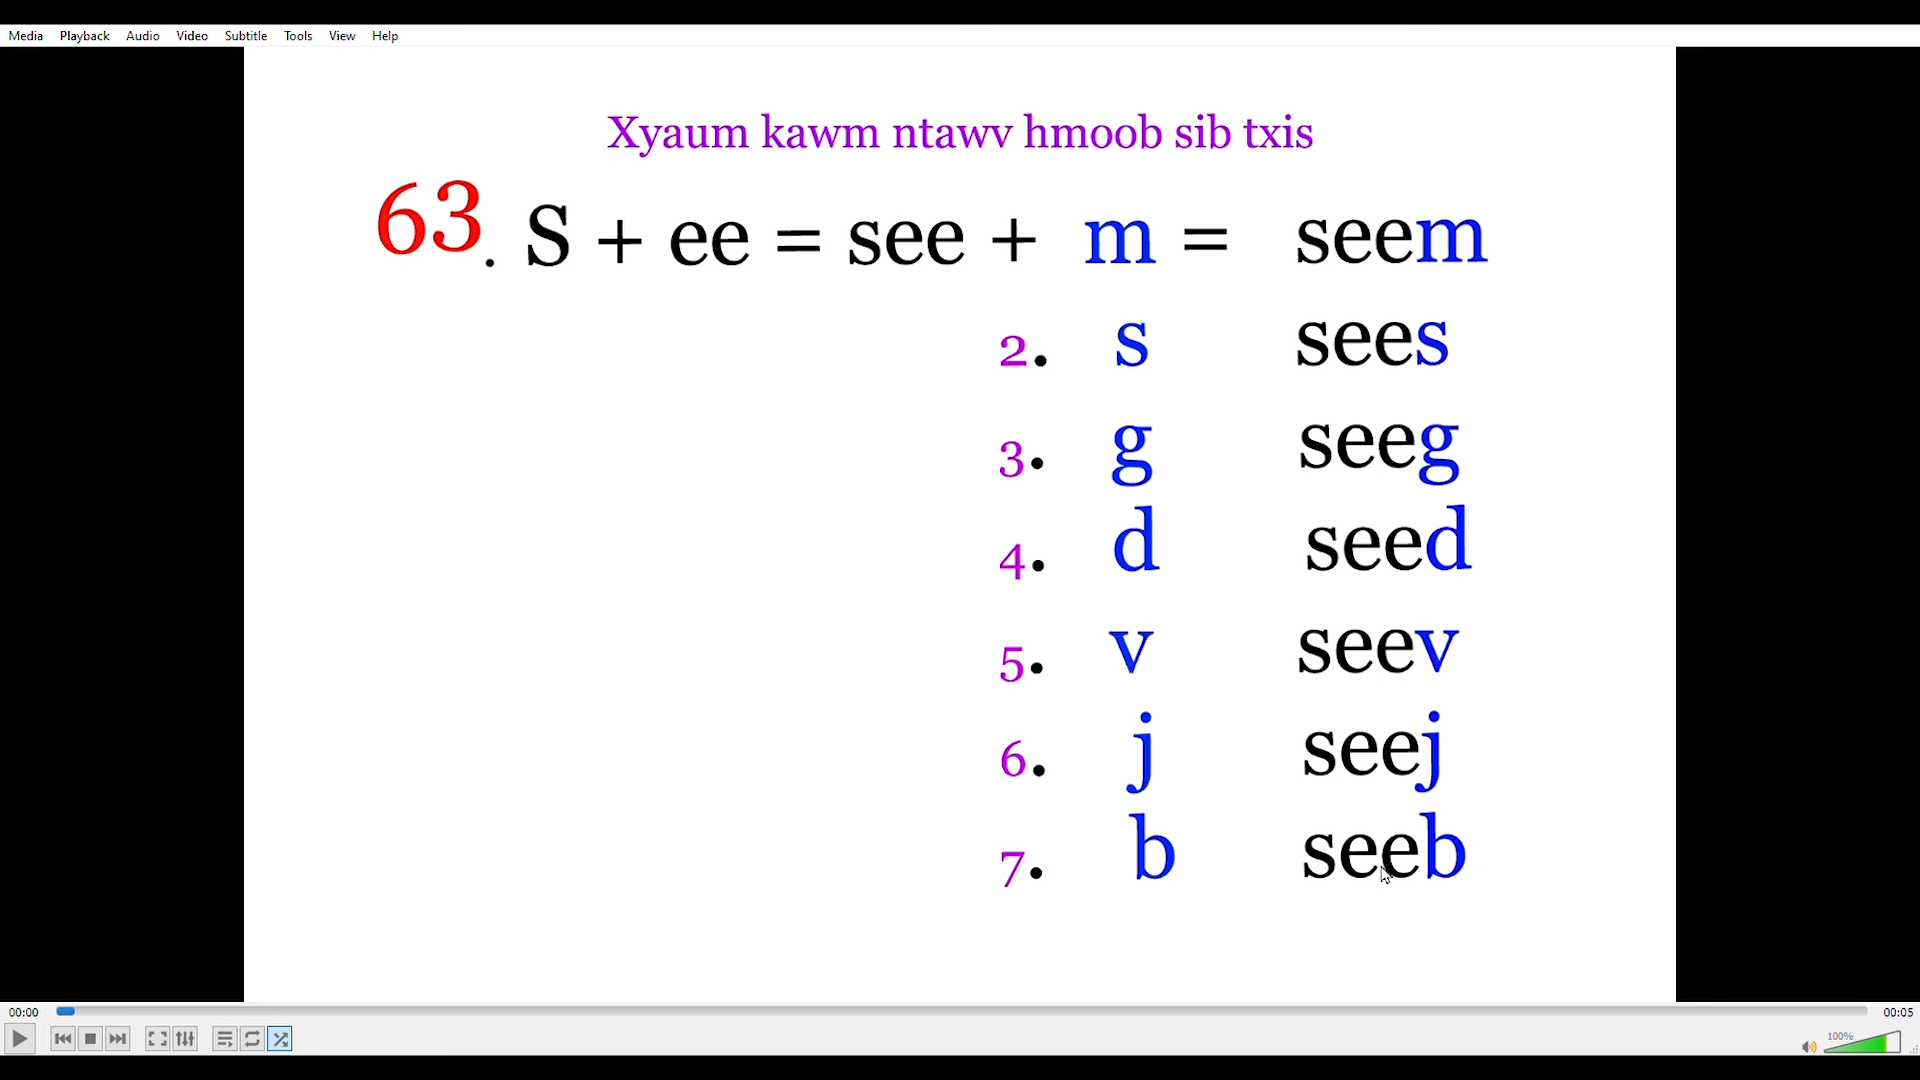 Media Playback Audio Video Subtitle Tools View Help
Xyaum kawm ntawv hmoob sib txis
63. S + ee = see + m = seem
2. s sees
3. g seeg
4. d seed
5. v seev
6. j seej
7. b seeb
00:00 00:05
100%